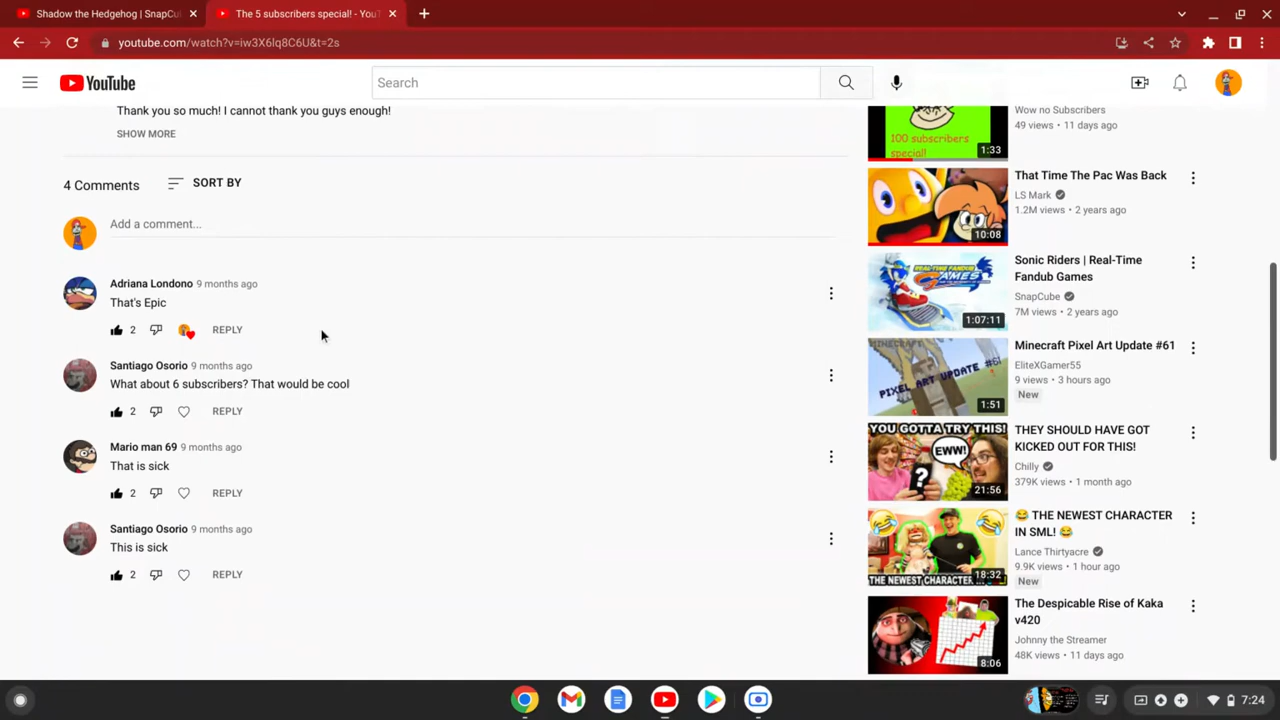 Shadow the Hedgehog | SnapCu
The 5 subscribers special! - YouT
youtube.com/watch?v=iw3X6lq8C6U&t=2s
YouTube
Search
Thank you so much! I cannot thank you guys enough!
SHOW MORE
4 Comments
SORT BY
Add a comment...
Adriana Londono 9 months ago
That's Epic
2 REPLY
Santiago Osorio 9 months ago
What about 6 subscribers? That would be cool
2 REPLY
Mario man 69 9 months ago
That is sick
2 REPLY
Santiago Osorio 9 months ago
This is sick
2 REPLY
100 subscribers
special!
1:33
Wow no Subscribers
49 views • 11 days ago
10:08
That Time The Pac Was Back
LS Mark
1.2M views • 2 years ago
REAL-TIME FANDUB
GAMES
1:07:11
Sonic Riders | Real-Time
Fandub Games
SnapCube
7M views • 2 years ago
MINECRAFT
PIXEL ART UPDATE #61
1:51
Minecraft Pixel Art Update #61
EliteXGamer55
9 views • 3 hours ago
New
YOU GOTTA TRY THIS!
EWW!
?
21:56
THEY SHOULD HAVE GOT
KICKED OUT FOR THIS!
Chilly
379K views • 1 month ago
THE NEWEST CHARACTER
18:32
😂 THE NEWEST CHARACTER
IN SML! 😂
Lance Thirtyacre
9.9K views • 1 hour ago
New
8:06
The Despicable Rise of Kaka
v420
Johnny the Streamer
48K views • 11 days ago
7:24